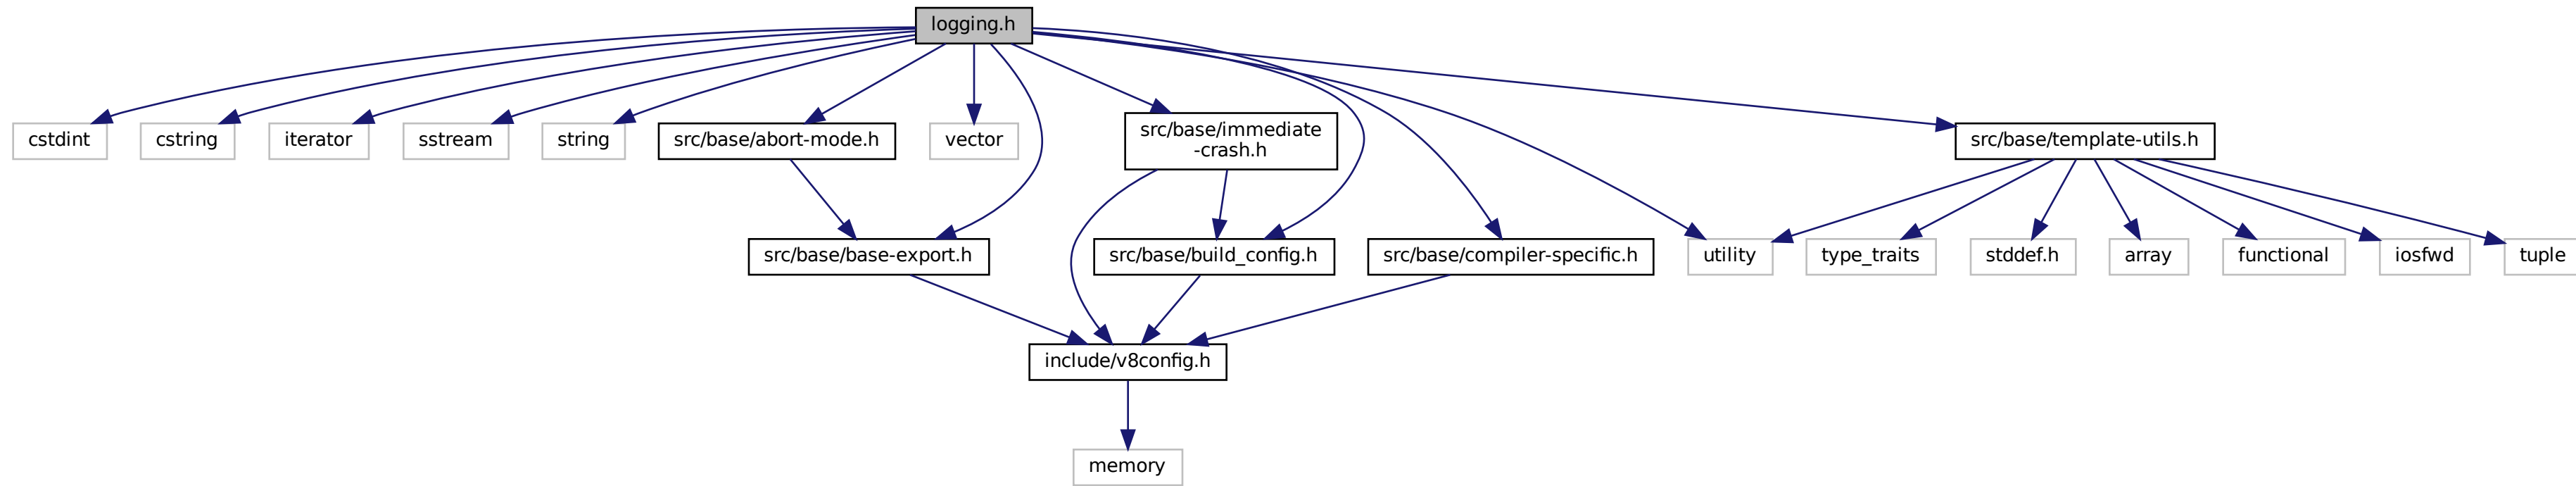 logging.h
cstdint
cstring
iterator
sstream
string
src/base/abort-mode.h
vector
src/base/immediate
-crash.h
src/base/template-utils.h
src/base/base-export.h
src/base/build_config.h
src/base/compiler-specific.h
utility
type_traits
stddef.h
array
functional
iosfwd
tuple
include/v8config.h
memory